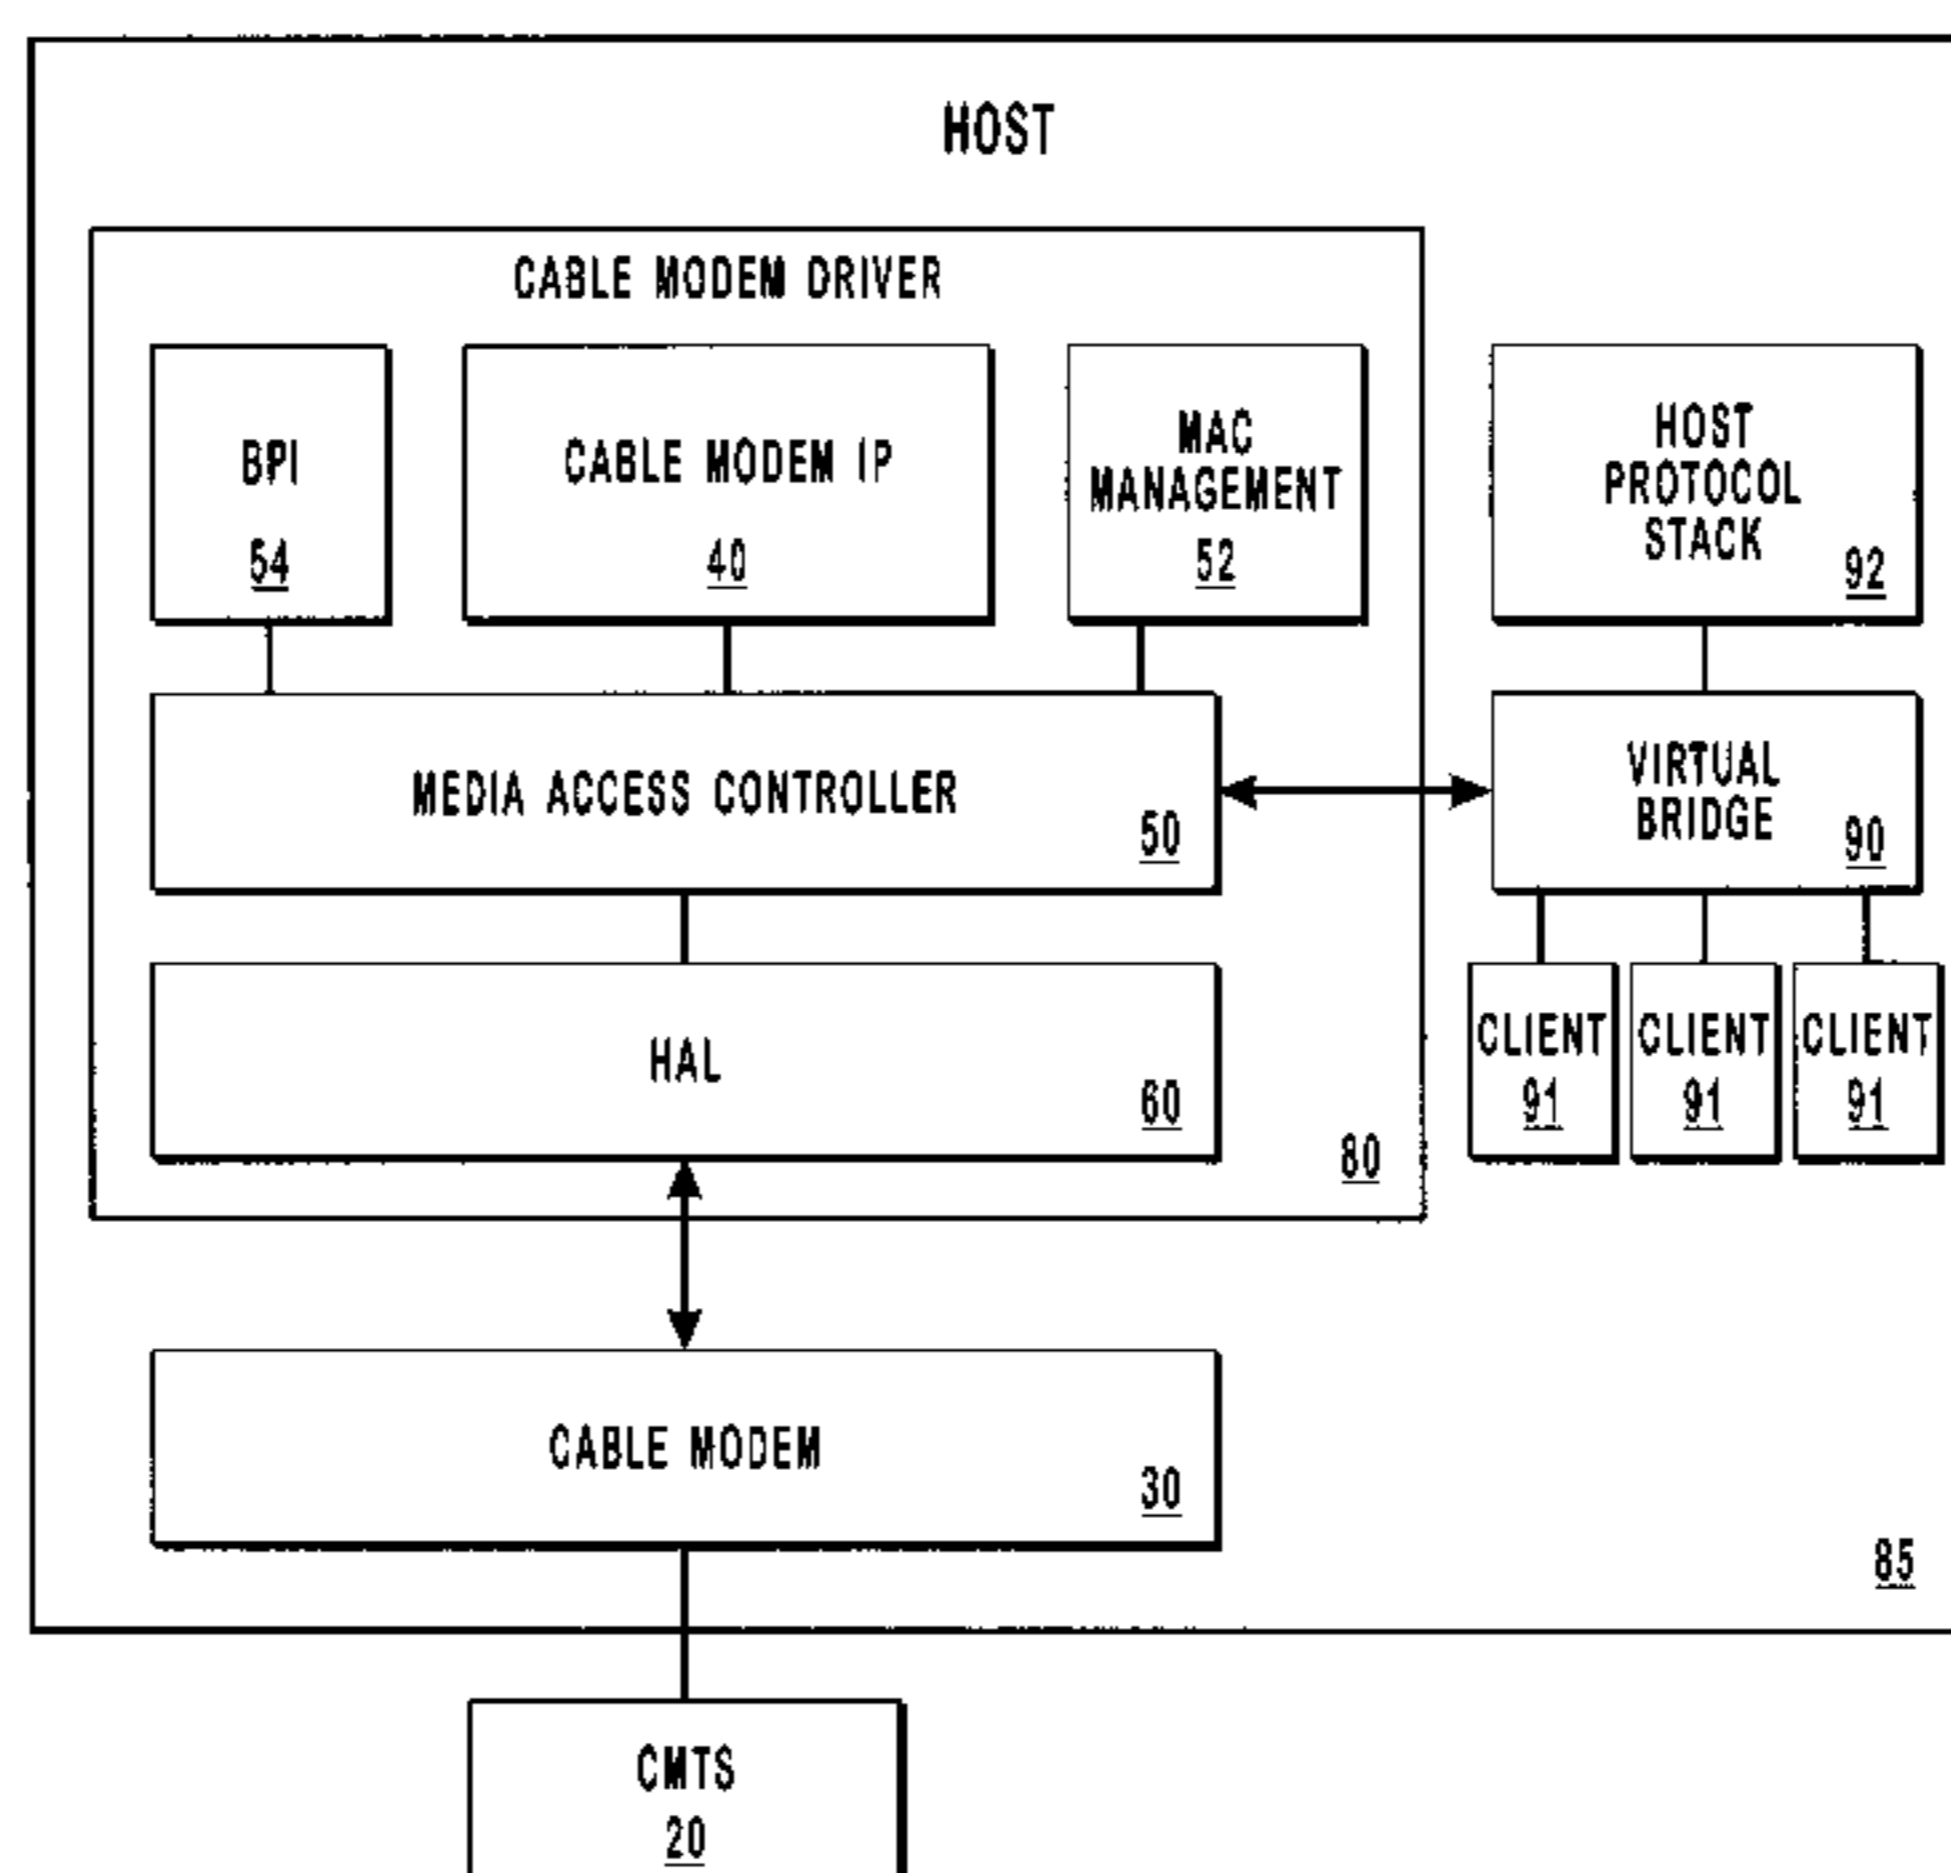 HOST
CABLE MODEM DRIVER
BPI
54
CABLE MODEM IP
40
MAC
MANAGEMENT
52
HOST
PROTOCOL
STACK
92
MEDIA ACCESS CONTROLLER
50
VIRTUAL
BRIDGE
90
HAL
60
80
CLIENT
91
CLIENT
91
CLIENT
91
CABLE MODEM
30
85
CMTS
20